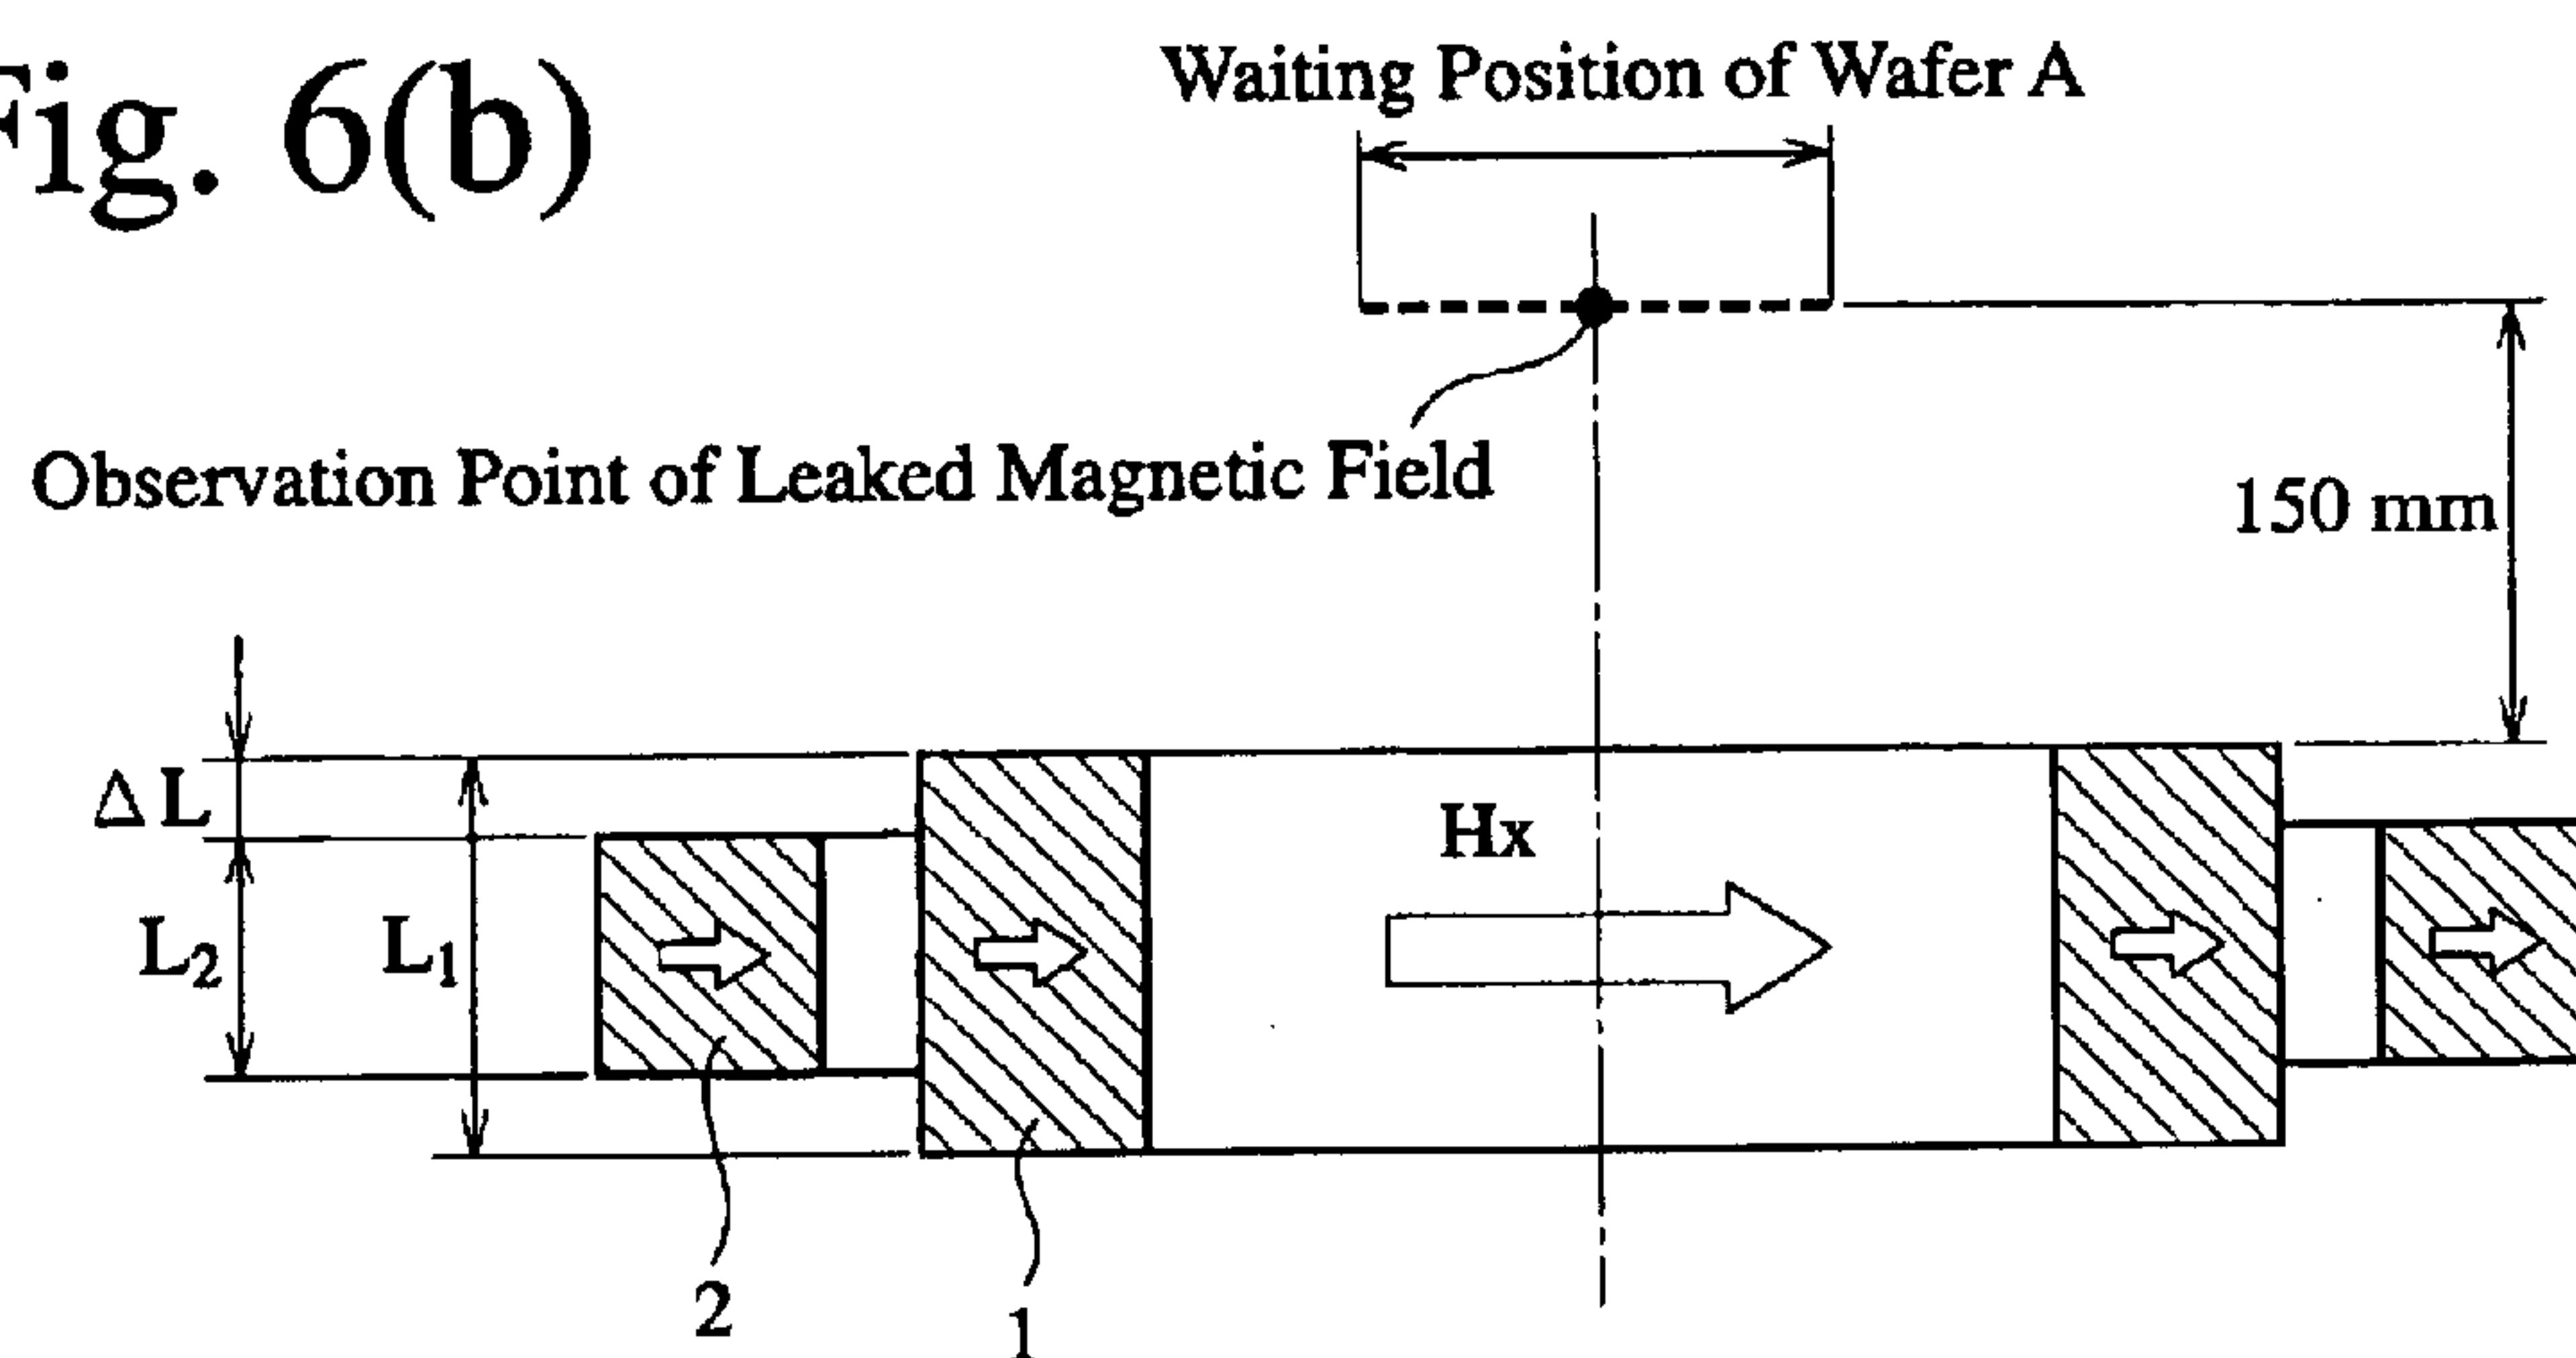 Fig. 6(b)
Waiting Position of Wafer A
Observation Point of Leaked Magnetic Field
150 mm
ΔL
Hx
L2
L1
2
1